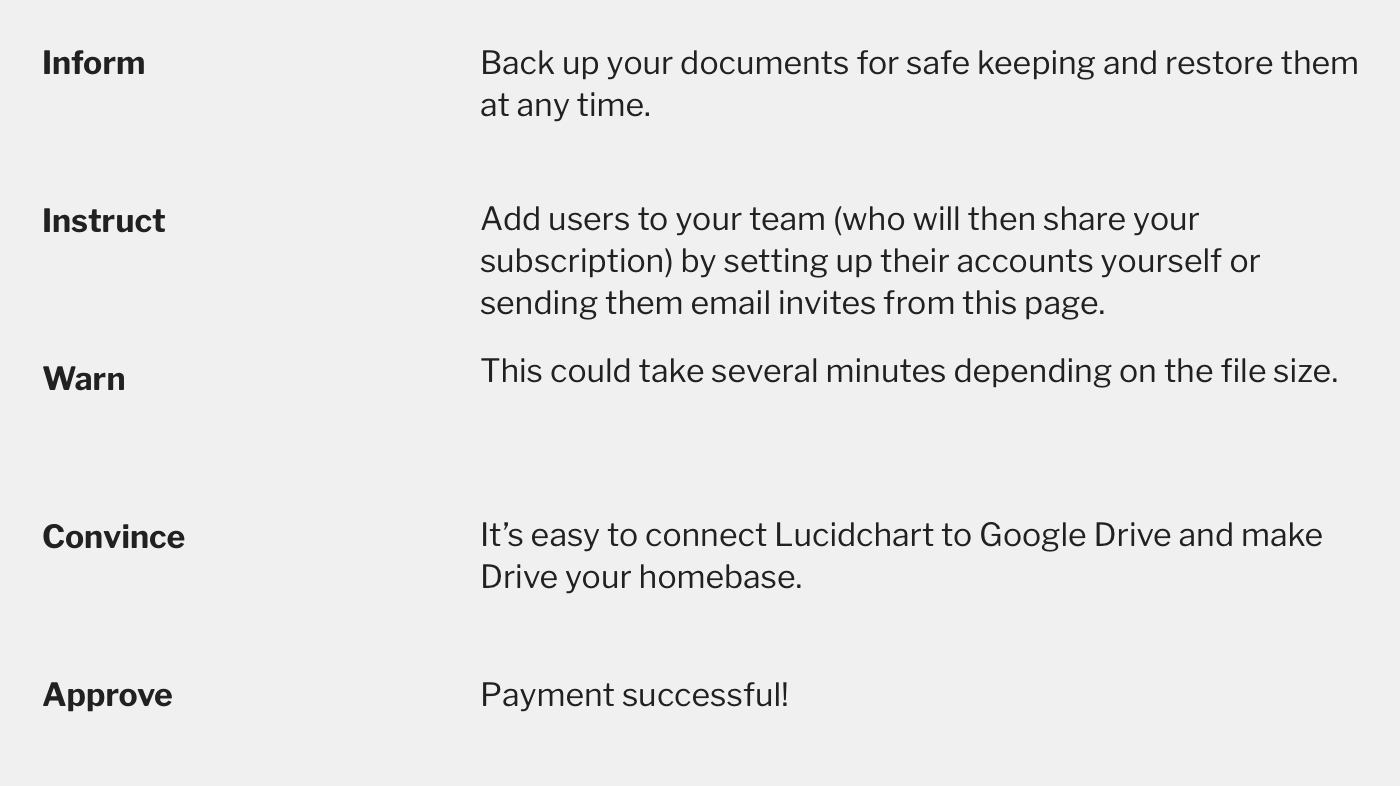 Inform
Back up your documents for safe keeping and restore them
at any time.
Instruct
Add users to your team (who will then share your
subscription) by setting up their accounts yourself or
sending them email invites from this page.
Warn
This could take several minutes depending on the file size.
Convince
It’s easy to connect Lucidchart to Google Drive and make
Drive your homebase.
Approve
Payment successful!